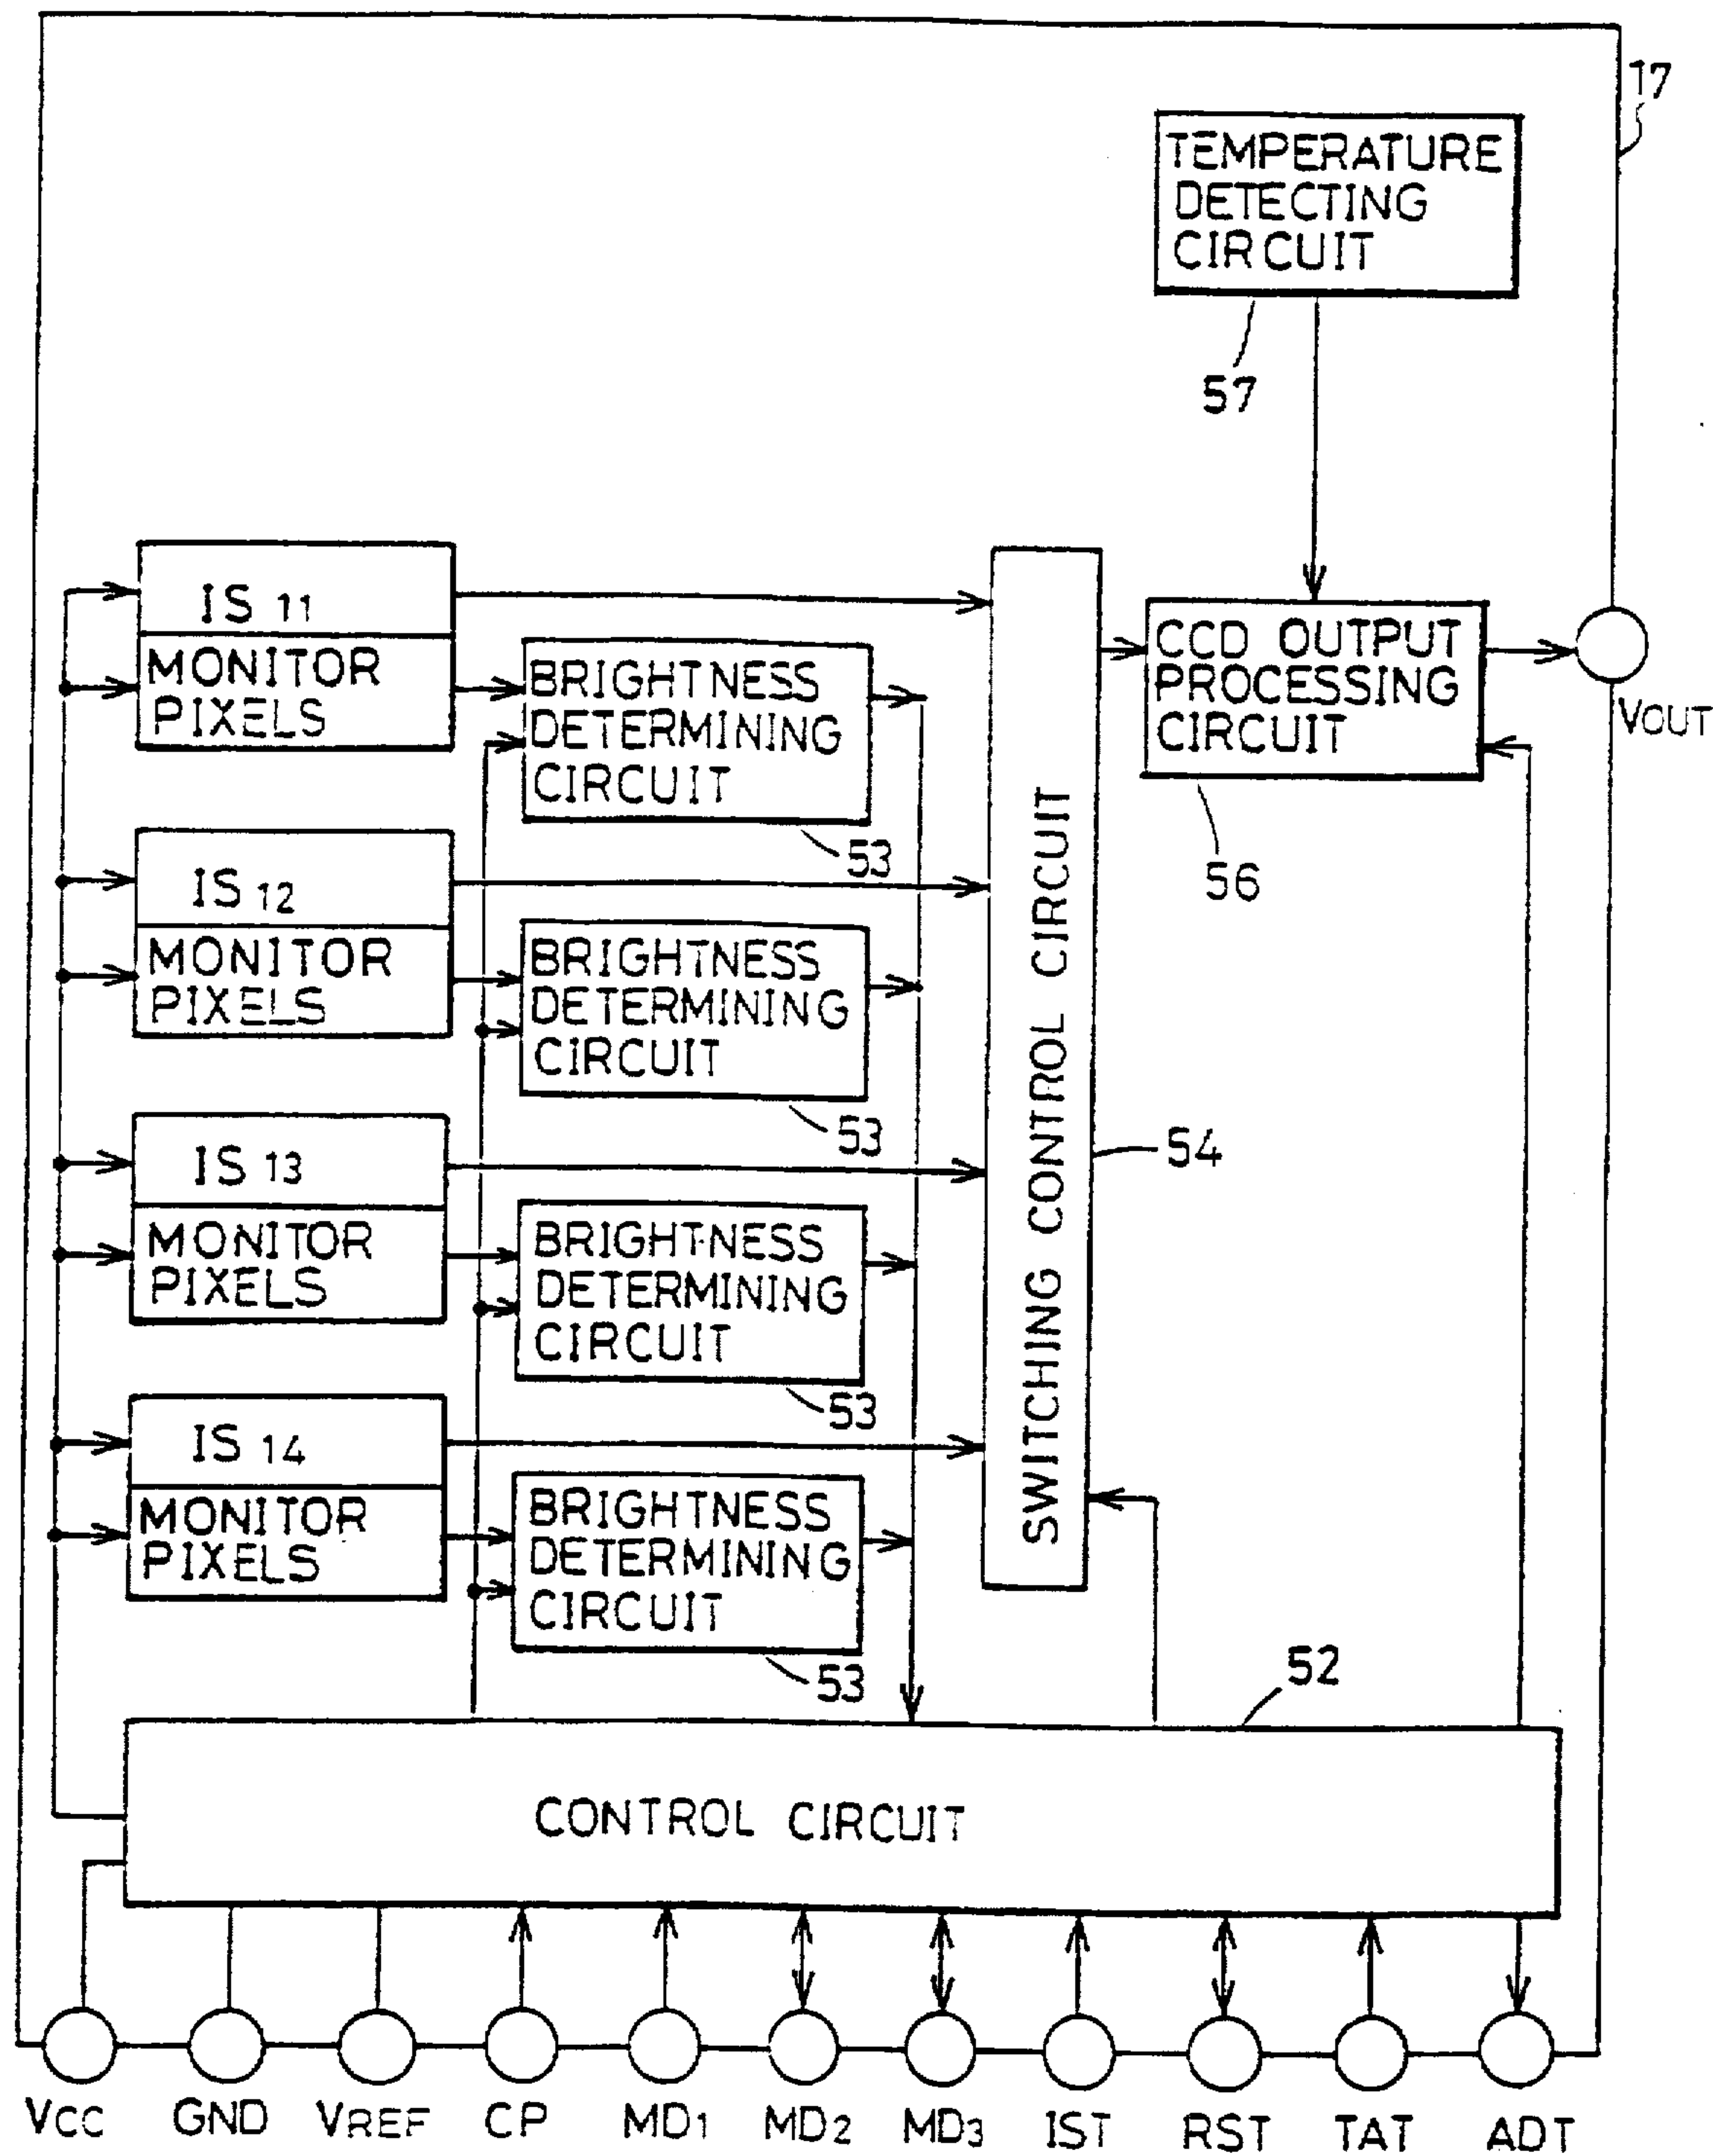 17
TEMPERATURE
DETECTING
CIRCUIT
57
IS 11
MONITOR
PIXELS
BRIGHTNESS
DETERMINING
CIRCUIT
53
CCD OUTPUT
PROCESSING
CIRCUIT
56
VOUT
IS 12
MONITOR
PIXELS
BRIGHTNESS
DETERMINING
CIRCUIT
53
SWITCHING CONTROL CIRCUIT
54
IS 13
MONITOR
PIXELS
BRIGHTNESS
DETERMINING
CIRCUIT
53
IS 14
MONITOR
PIXELS
BRIGHTNESS
DETERMINING
CIRCUIT
53
52
CONTROL CIRCUIT
VCC GND VREF CP MD1 MD2 MD3 IST RST TAT ADT